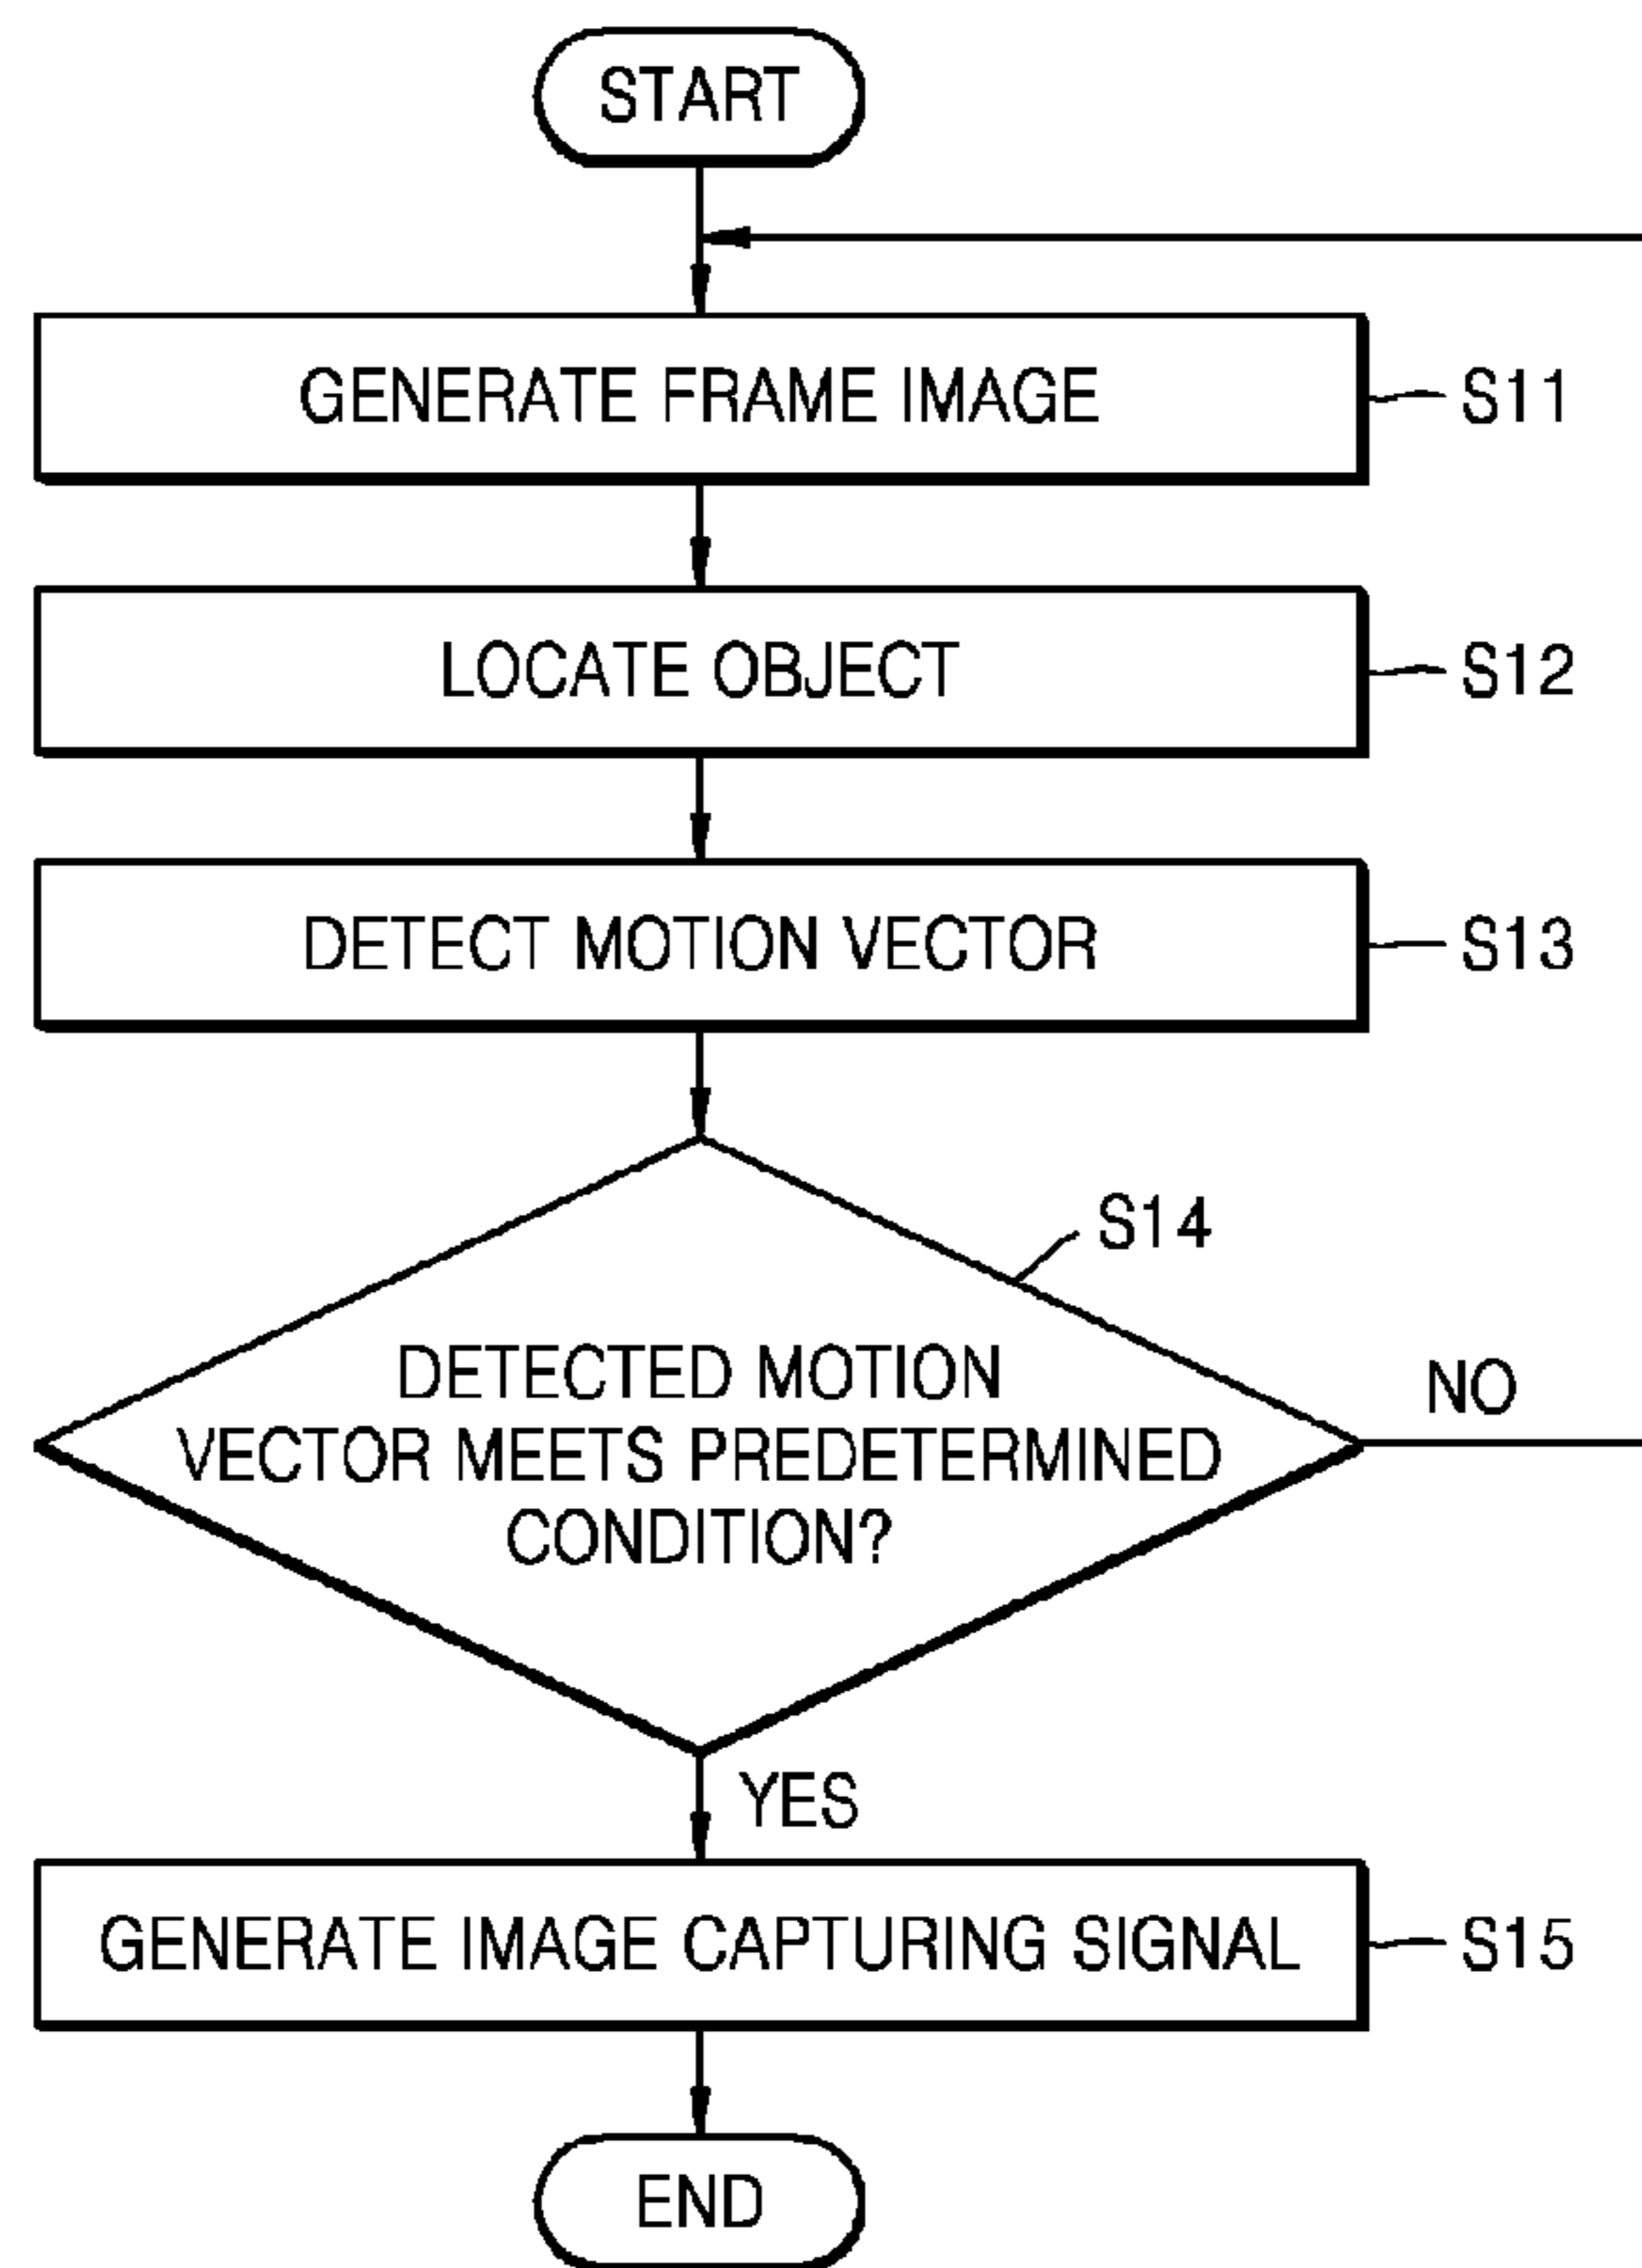 START
GENERATE FRAME IMAGE
S11
LOCATE OBJECT
S12
DETECT MOTION VECTOR
S13
S14
DETECTED MOTION
VECTOR MEETS PREDETERMINED
CONDITION?
NO
YES
GENERATE IMAGE CAPTURING SIGNAL
S15
END